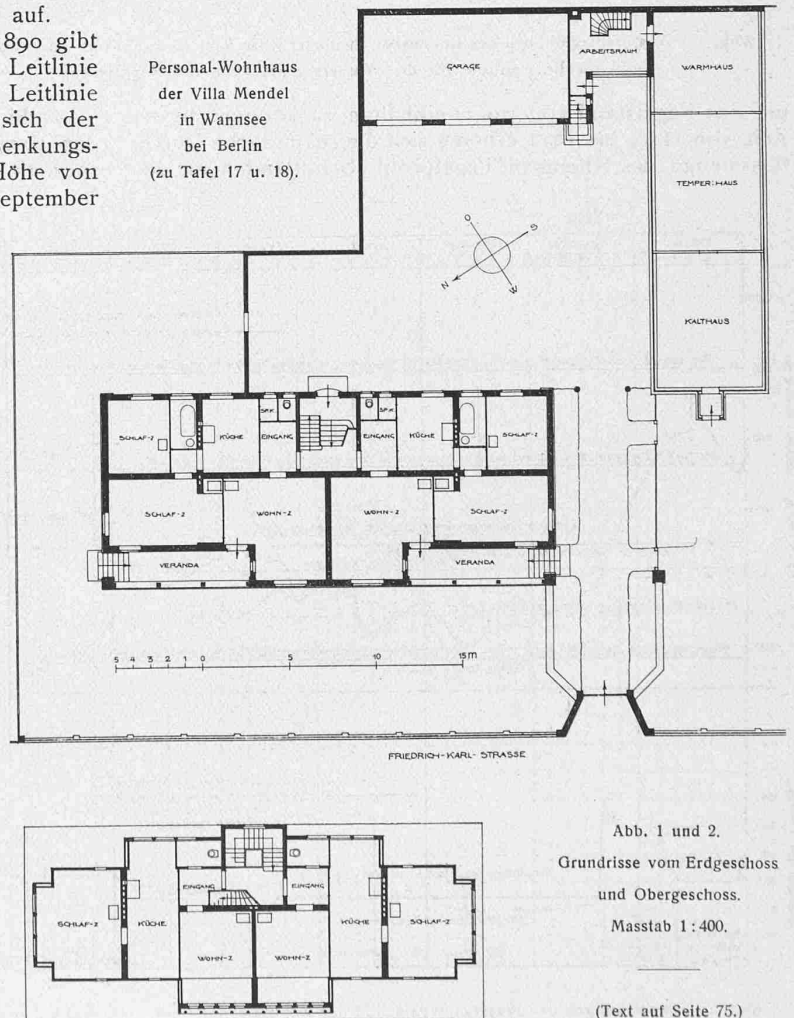 auf.
890 gibt
Leitlinie
Leitlinie
sich der
enkungs-
Höhe von
eptember
Personal-Wohnhaus
der Villa Mendel
in Wannsee
bei Berlin
(zu Tafel 17 u. 18).
GARAGE
ARBEITSRAUM
WARMHAUS
TEMPER: HAUS
KALTHAUS
O
S
N
W
SCHLAF-Z
KÜCHE
SP.K.
EINGANG
SP.K
EINGANG
KÜCHE
SCHLAF-Z
SCHLAF-Z
WOHN-Z
WOHN-Z
SCHLAF-Z
VERANDA
VERANDA
5 4 3 2 1 0 5 10 15m
FRIEDRICH-KARL-STRASSE
SCHLAF-Z
KÜCHE
EINGANG
EINGANG
KÜCHE
SCHLAF-Z
WOHN-Z
WOHN-Z
Abb. 1 und 2.
Grundrisse vom Erdgeschoss
und Obergeschoss.
Masstab 1:400.
(Text auf Seite 75.)